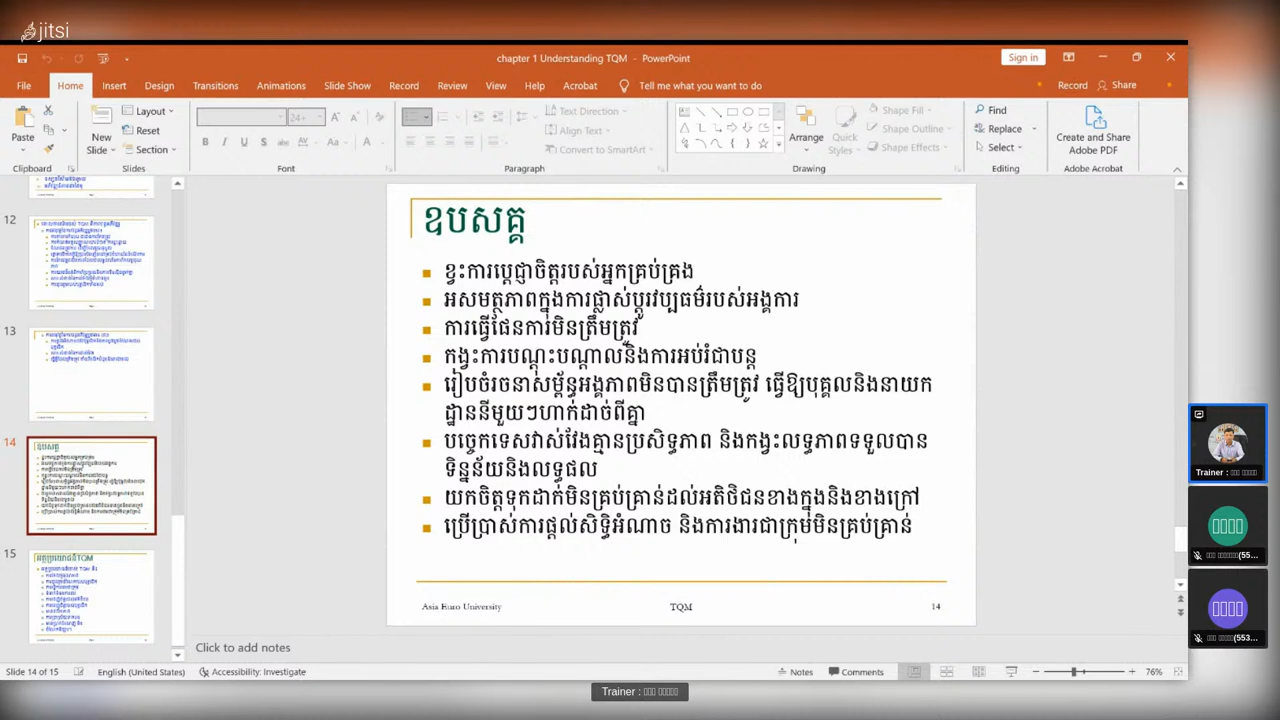 jitsi
chapter 1 Understanding TQM - PowerPoint
Sign in
File Home Insert Design Transitions Animations Slide Show Record Review View Help Acrobat Tell me what you want to do Record Share
Paste
New Slide
Layout
Reset
Section
24+
B I U S abc AV Aa A
Text Direction
Align Text
Convert to SmartArt
Arrange
Quick Styles
Shape Fill
Shape Outline
Shape Effects
Find
Replace
Select
Create and Share Adobe PDF
Clipboard Slides Font Paragraph Drawing Editing Adobe Acrobat
12
13
14
15
ឧបសគ្គ
ខ្វះការប្តេជ្ញាចិត្តរបស់អ្នកគ្រប់គ្រង
អសមត្ថភាពក្នុងការផ្លាស់ប្តូរវប្បធម៌របស់អង្គការ
ការធ្វើផែនការមិនត្រឹមត្រូវ
កង្វះការបណ្តុះបណ្តាលនិងការអប់រំជាបន្ត
រៀបចំរចនាសម្ព័ន្ធអង្គភាពមិនបានត្រឹមត្រូវ ធ្វើឱ្យបុគ្គលនិងនាយក
ដ្ឋាននីមួយៗហាក់ដាច់ពីគ្នា
បច្ចេកទេសវាស់វែងគ្មានប្រសិទ្ធភាព និងកង្វះលទ្ធភាពទទួលបាន
ទិន្នន័យនិងលទ្ធផល
យកចិត្តទុកដាក់មិនគ្រប់គ្រាន់ដល់អតិថិជនខាងក្នុងនិងខាងក្រៅ
ប្រើប្រាស់ការផ្តល់សិទ្ធិអំណាច និងការងារជាក្រុមមិនគ្រប់គ្រាន់
Asia Euro University TQM 14
Click to add notes
Slide 14 of 15 English (United States) Accessibility: Investigate Notes Comments 76%
Trainer :
(55...
(553...
Trainer :